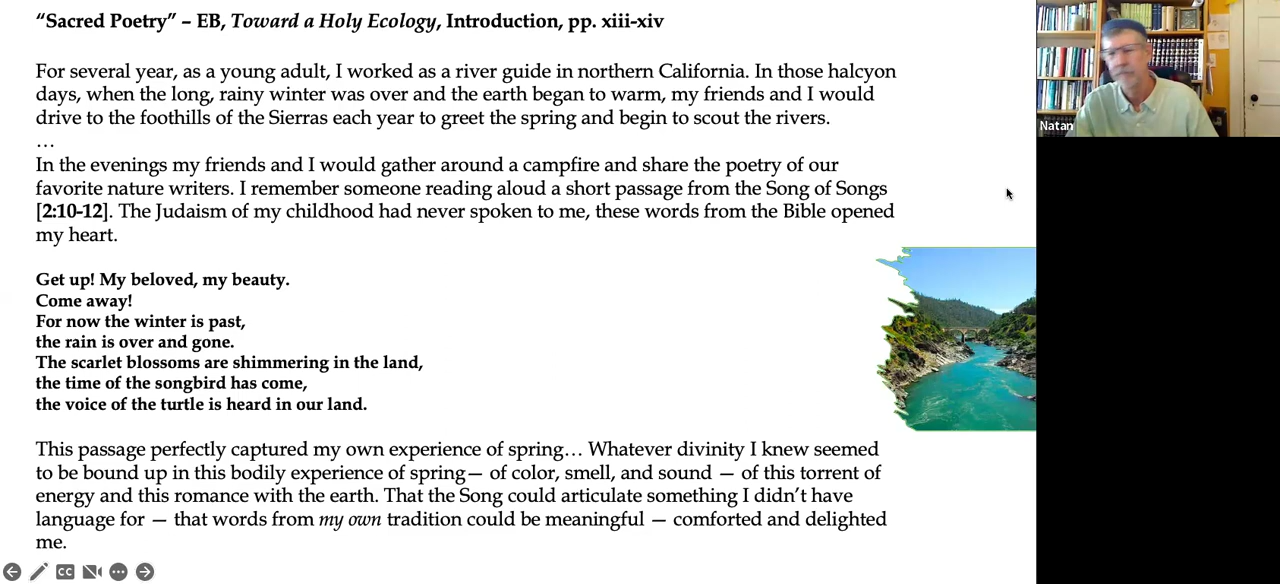 “Sacred Poetry” – EB, Toward a Holy Ecology, Introduction, pp. xiii-xiv
For several year, as a young adult, I worked as a river guide in northern California. In those halcyon
days, when the long, rainy winter was over and the earth began to warm, my friends and I would
drive to the foothills of the Sierras each year to greet the spring and begin to scout the rivers.
…
In the evenings my friends and I would gather around a campfire and share the poetry of our
favorite nature writers. I remember someone reading aloud a short passage from the Song of Songs
[2:10-12]. The Judaism of my childhood had never spoken to me, these words from the Bible opened
my heart.
Get up! My beloved, my beauty.
Come away!
For now the winter is past,
the rain is over and gone.
The scarlet blossoms are shimmering in the land,
the time of the songbird has come,
the voice of the turtle is heard in our land.
This passage perfectly captured my own experience of spring… Whatever divinity I knew seemed
to be bound up in this bodily experience of spring— of color, smell, and sound — of this torrent of
energy and this romance with the earth. That the Song could articulate something I didn’t have
language for — that words from my own tradition could be meaningful — comforted and delighted
me.
CC
Natan